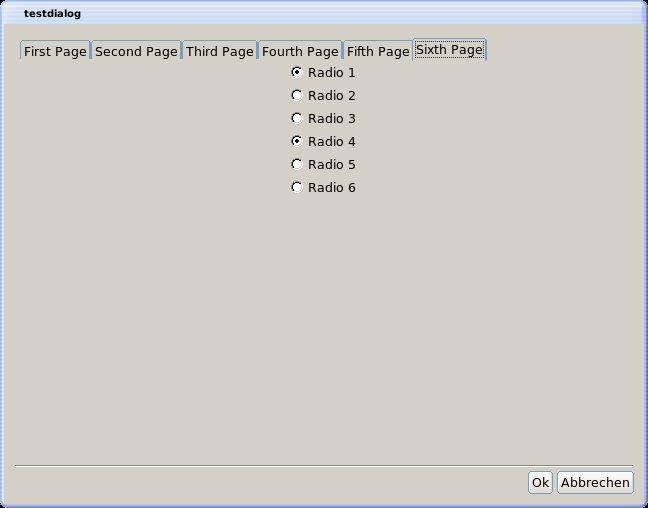 testdialog
First Page Second Page Third Page Fourth Page Fifth Page Sixth Page
Radio 1
Radio 2
Radio 3
Radio 4
Radio 5
Radio 6
Ok Abbrechen